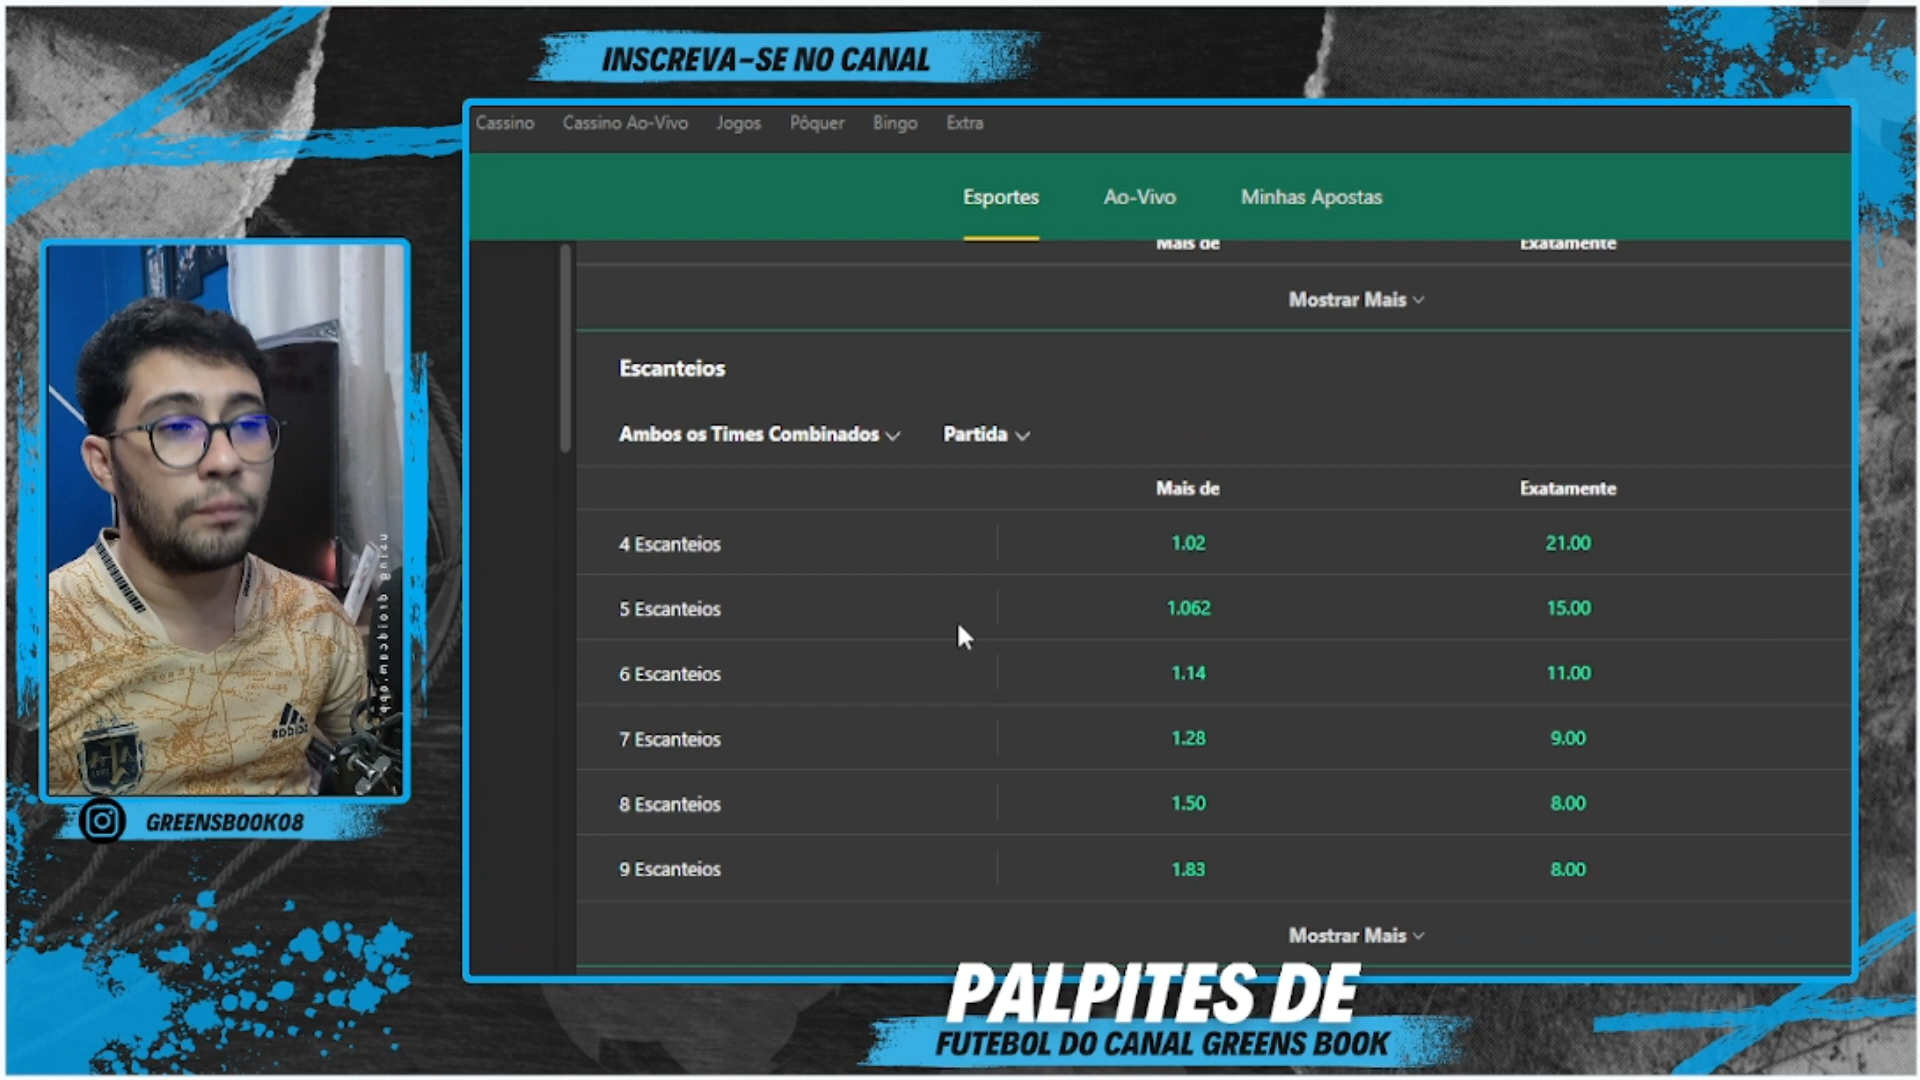 INSCREVA-SE NO CANAL
Cassino Cassino Ao-Vivo Jogos Pôquer Bingo Extra
Esportes Ao-Vivo Minhas Apostas
Mais de Exatamente
Mostrar Mais
Escanteios
Ambos os Times Combinados Partida
Mais de Exatamente
4 Escanteios 1.02 21.00
5 Escanteios 1.062 15.00
6 Escanteios 1.14 11.00
7 Escanteios 1.28 9.00
8 Escanteios 1.50 8.00
9 Escanteios 1.83 8.00
Mostrar Mais
adidas
AFA
GREENSBOOK08
PALPITES DE
FUTEBOL DO CANAL GREENS BOOK